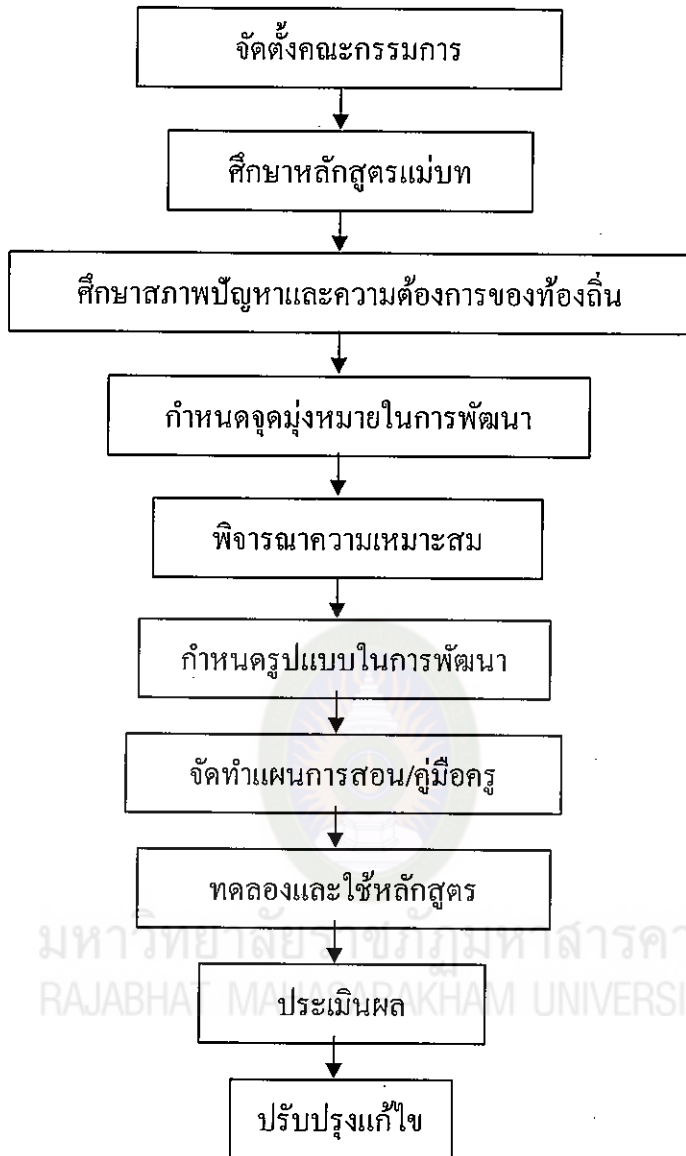 จัดตั้งคณะกรรมการ
ศึกษาหลักสูตรแม่บท
ศึกษาสภาพปัญหาและความต้องการของท้องถิ่น
กำหนดจุดมุ่งหมายในการพัฒนา
พิจารณาความเหมาะสม
กำหนดรูปแบบในการพัฒนา
จัดทำแผนการสอน/คู่มือครู
ทดลองและใช้หลักสูตร
มหาวิทยาลัยราชภัฏมหาสารคา
RAJABHAT MAHASARAKHAM UNIVERSI
ประเมินผล
ปรับปรุงแก้ไข